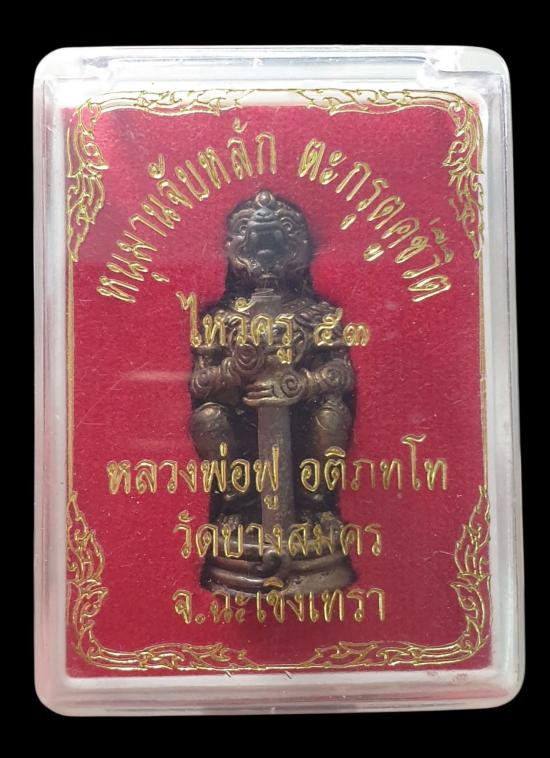 หนุมานจับหลัก ตะกรุดคู่ชีวิต
ไหว้ครู ๕๓
หลวงพ่อฟู อติภทฺโท
วัดบางสมัคร
จ.ฉะเชิงเทรา